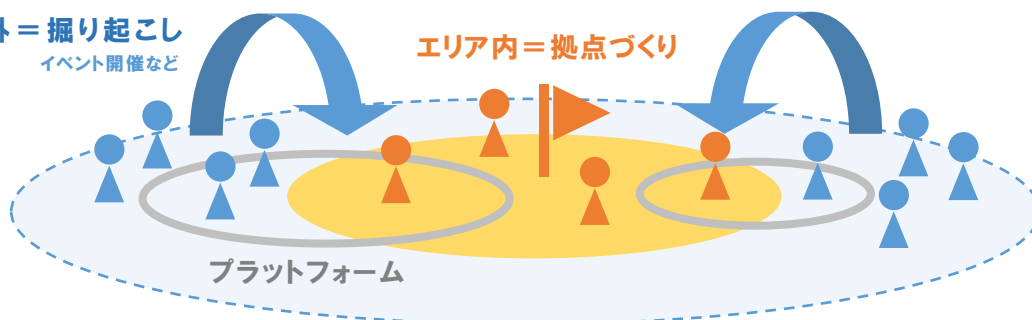 外＝掘り起こし
イベント開催など
エリア内＝拠点づくり
プラットフォーム